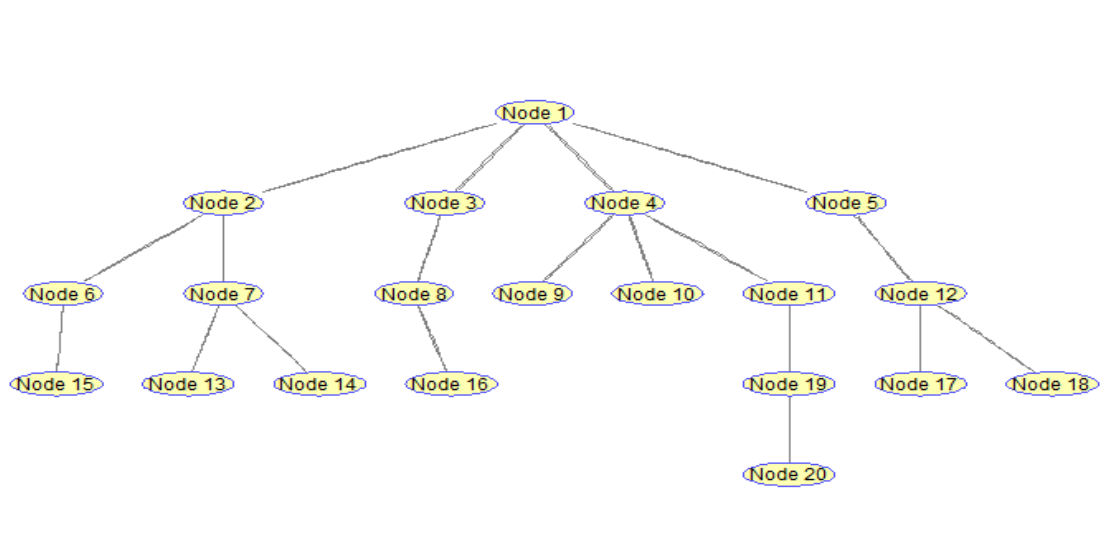 Node 1
Node 2
Node 3
Node 4
Node 5
Node 6
Node 7
Node 8
Node 9
Node 10
Node 11
Node 12
Node 15
Node 13
Node 14
Node 16
Node 19
Node 17
Node 18
Node 20